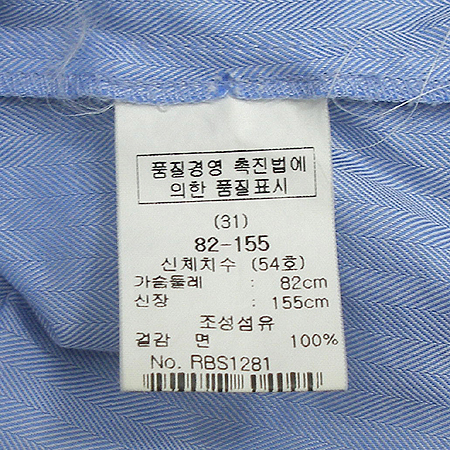 품질경영 촉진법에
의한 품질표시
(31)
82-155
신체치수 (54호)
가슴둘레 : 82cm
신장 : 155cm
조성섬유
겉감 면 100%
No. RBS1281